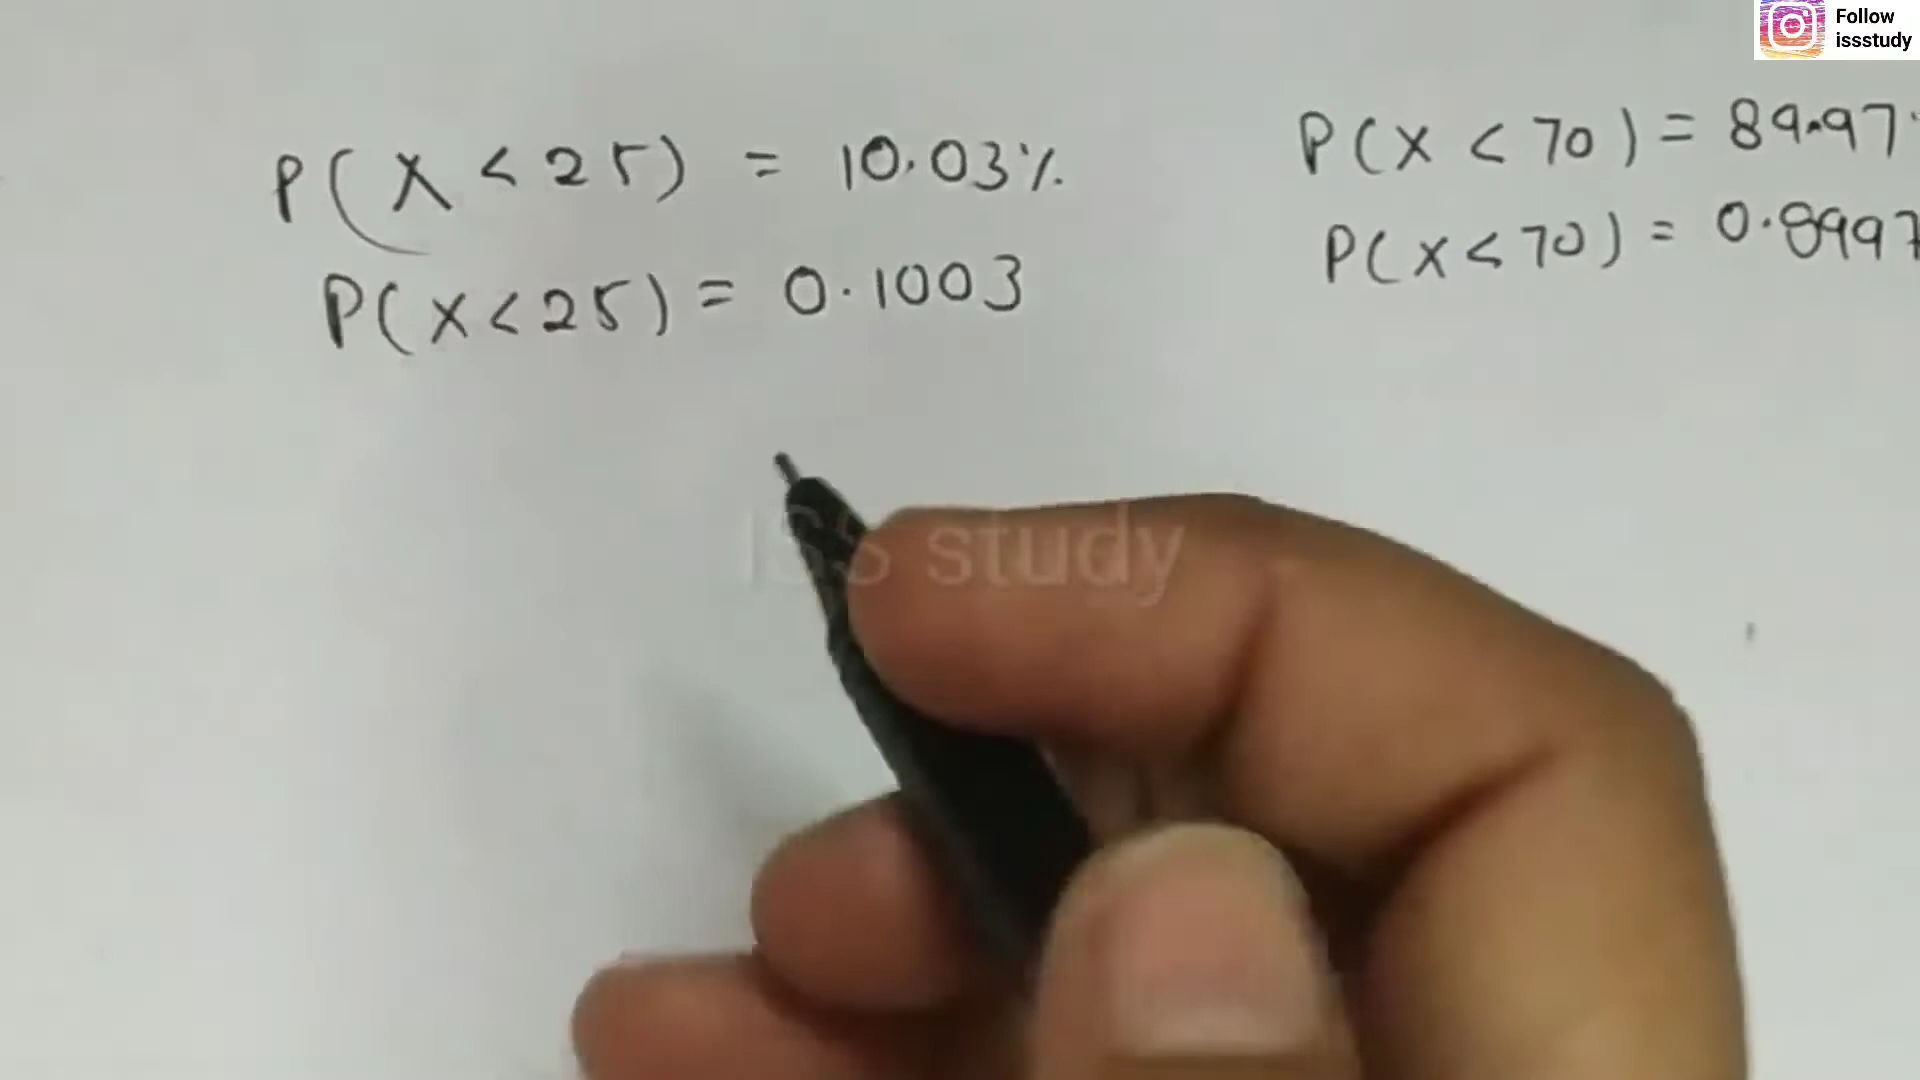 Follow
issstudy
P(X < 25) = 10.03%
P(X < 25) = 0.1003
P(X < 70) = 89.97
P(X < 70) = 0.8997
ISS study